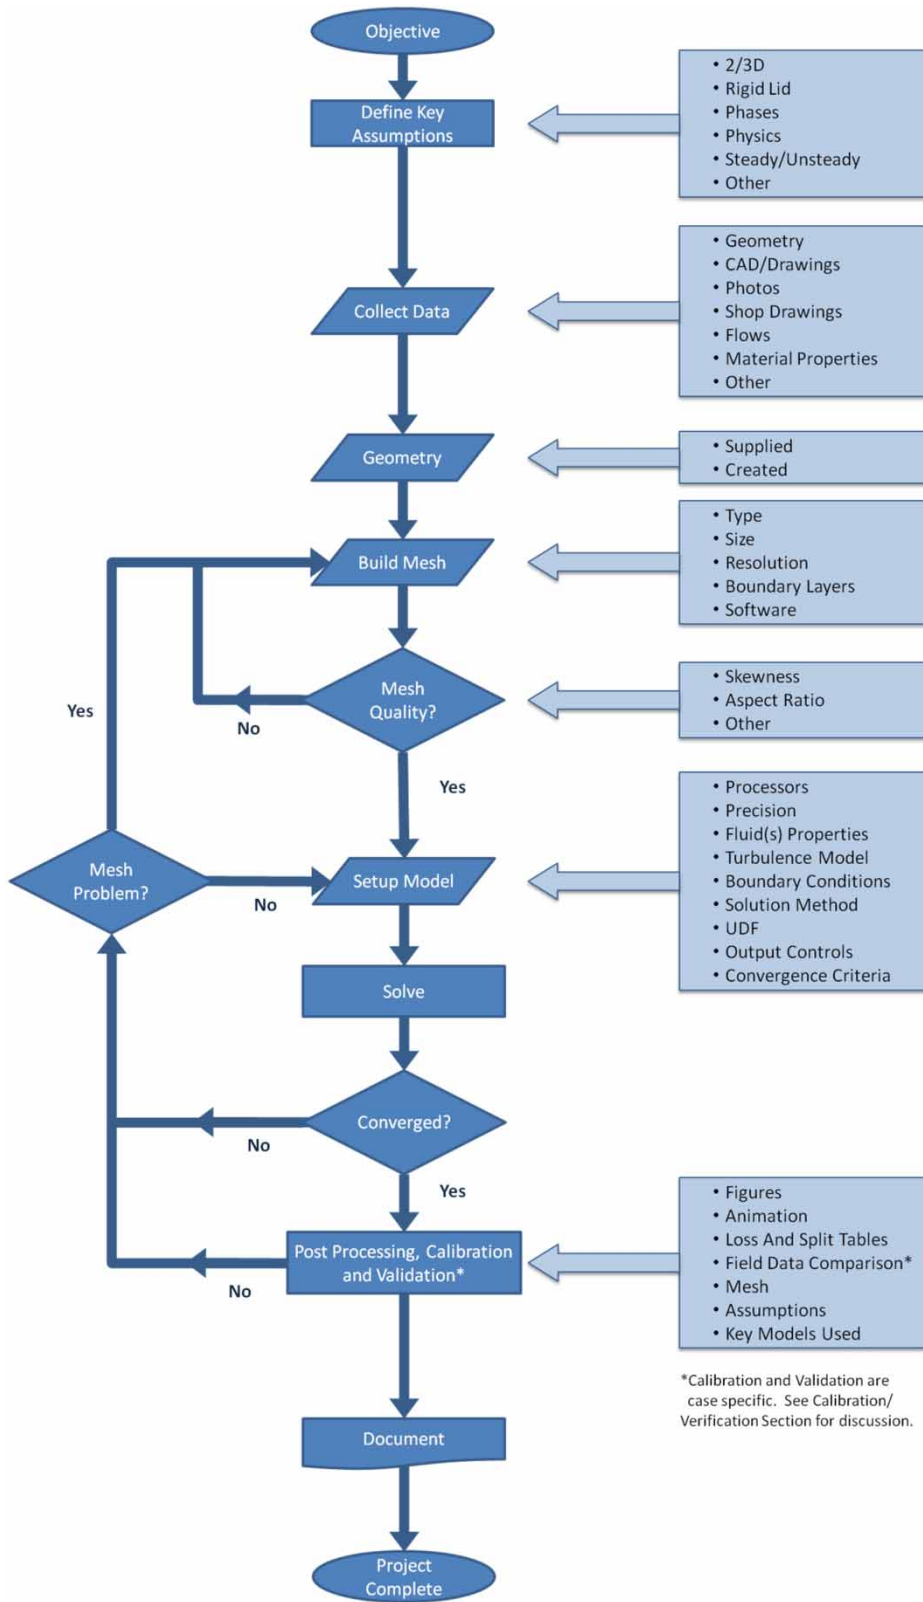 Objective
Define Key
Assumptions
• 2/3D
• Rigid Lid
• Phases
• Physics
• Steady/Unsteady
• Other
Collect Data
• Geometry
• CAD/Drawings
• Photos
• Shop Drawings
• Flows
• Material Properties
• Other
Geometry
• Supplied
• Created
Build Mesh
• Type
• Size
• Resolution
• Boundary Layers
• Software
Mesh
Quality?
• Skewness
• Aspect Ratio
• Other
Yes
No
Yes
Mesh
Problem?
No
Setup Model
• Processors
• Precision
• Fluid(s) Properties
• Turbulence Model
• Boundary Conditions
• Solution Method
• UDF
• Output Controls
• Convergence Criteria
Solve
Converged?
No
Yes
Post Processing, Calibration
and Validation*
No
• Figures
• Animation
• Loss And Split Tables
• Field Data Comparison*
• Mesh
• Assumptions
• Key Models Used
*Calibration and Validation are
case specific. See Calibration/
Verification Section for discussion.
Document
Project
Complete